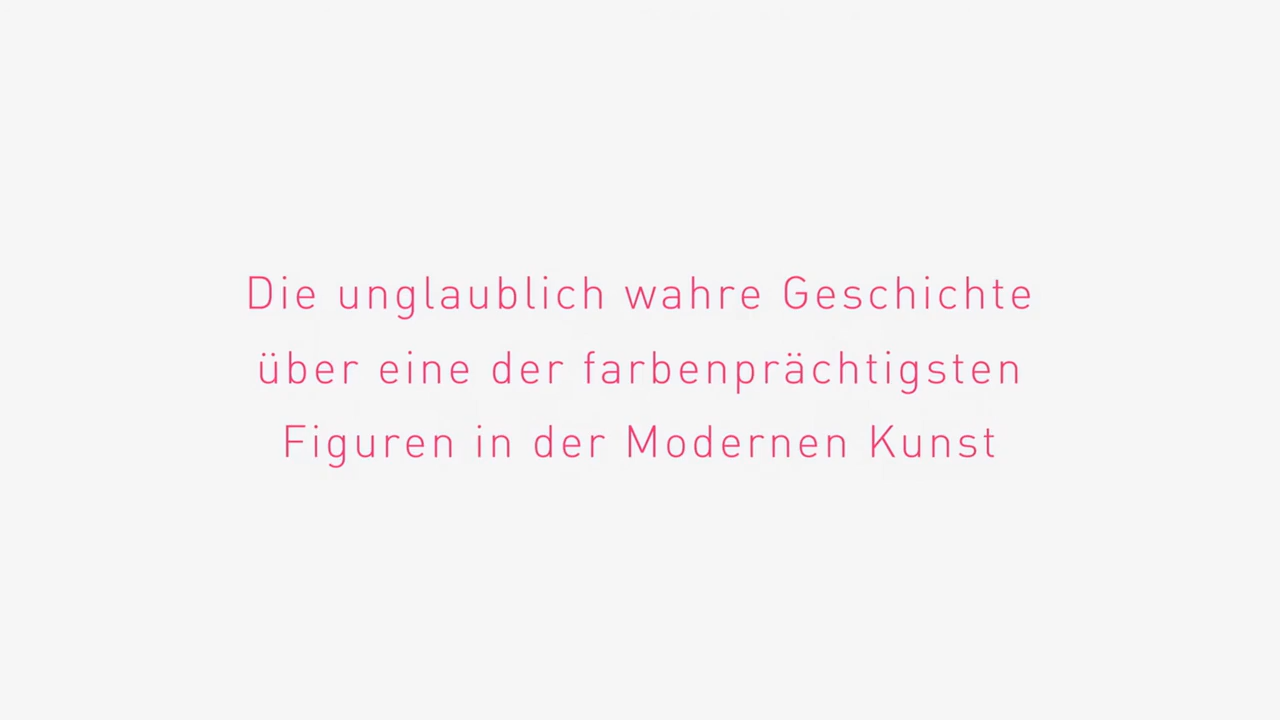 Die unglaublich wahre Geschichte
über eine der farbenprächtigsten
Figuren in der Modernen Kunst